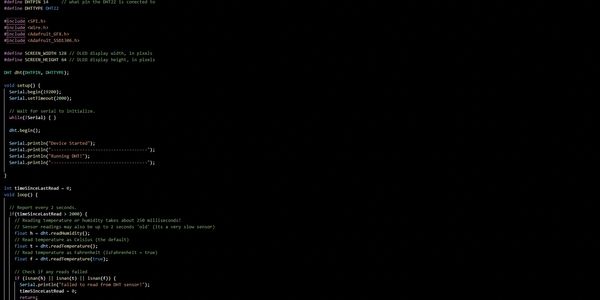 #define DHTPIN 14 // what pin the DHT22 is conected to
#define DHTTYPE DHT22
#include <SPI.h>
#include <Wire.h>
#include <Adafruit_GFX.h>
#include <Adafruit_SSD1306.h>
#define SCREEN_WIDTH 128 // OLED display width, in pixels
#define SCREEN_HEIGHT 64 // OLED display height, in pixels
DHT dht(DHTPIN, DHTTYPE);
void setup() {
Serial.begin(19200);
Serial.setTimeout(2000);
// Wait for serial to initialize.
while(!Serial) { }
dht.begin();
Serial.println("Device Started");
Serial.println("-------------------------------------");
Serial.println("Running DHT!");
Serial.println("-------------------------------------");
}
int timeSinceLastRead = 0;
void loop() {
// Report every 2 seconds.
if(timeSinceLastRead > 2000) {
// Reading temperature or humidity takes about 250 milliseconds!
// Sensor readings may also be up to 2 seconds 'old' (its a very slow sensor)
float h = dht.readHumidity();
// Read temperature as Celsius (the default)
float t = dht.readTemperature();
// Read temperature as Fahrenheit (isFahrenheit = true)
float f = dht.readTemperature(true);
// Check if any reads failed
if (isnan(h) || isnan(t) || isnan(f)) {
Serial.println("Failed to read from DHT sensor!");
timeSinceLastRead = 0;
return;